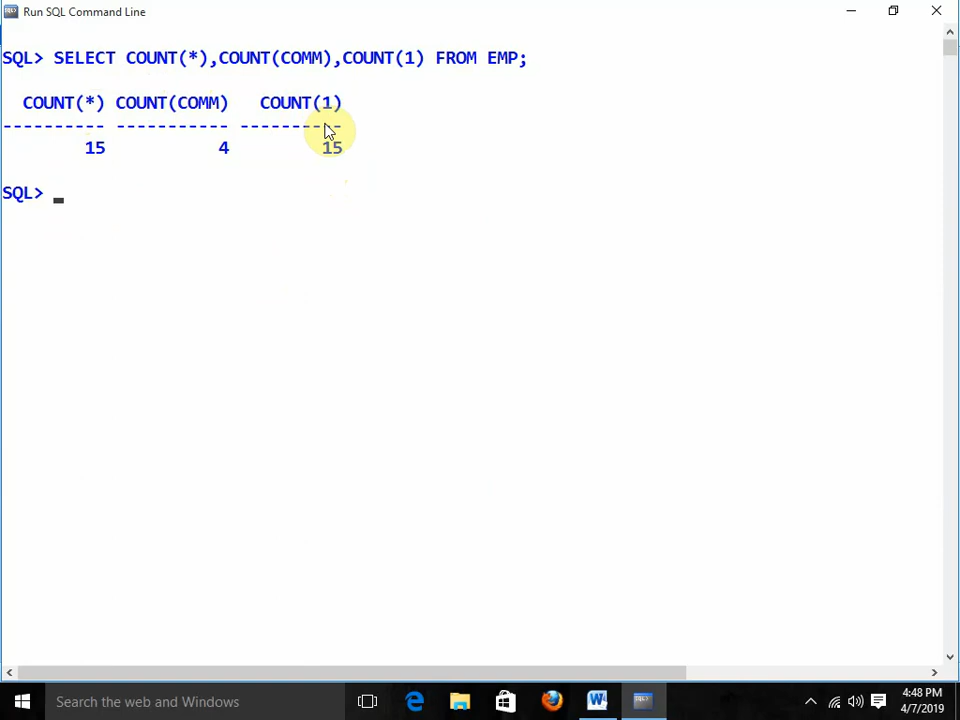 Run SQL Command Line
SQL> SELECT COUNT(*),COUNT(COMM),COUNT(1) FROM EMP;
COUNT(*) COUNT(COMM) COUNT(1)
---------- ----------- ----------
15 4 15
SQL> _
Search the web and Windows
4:48 PM
4/7/2019